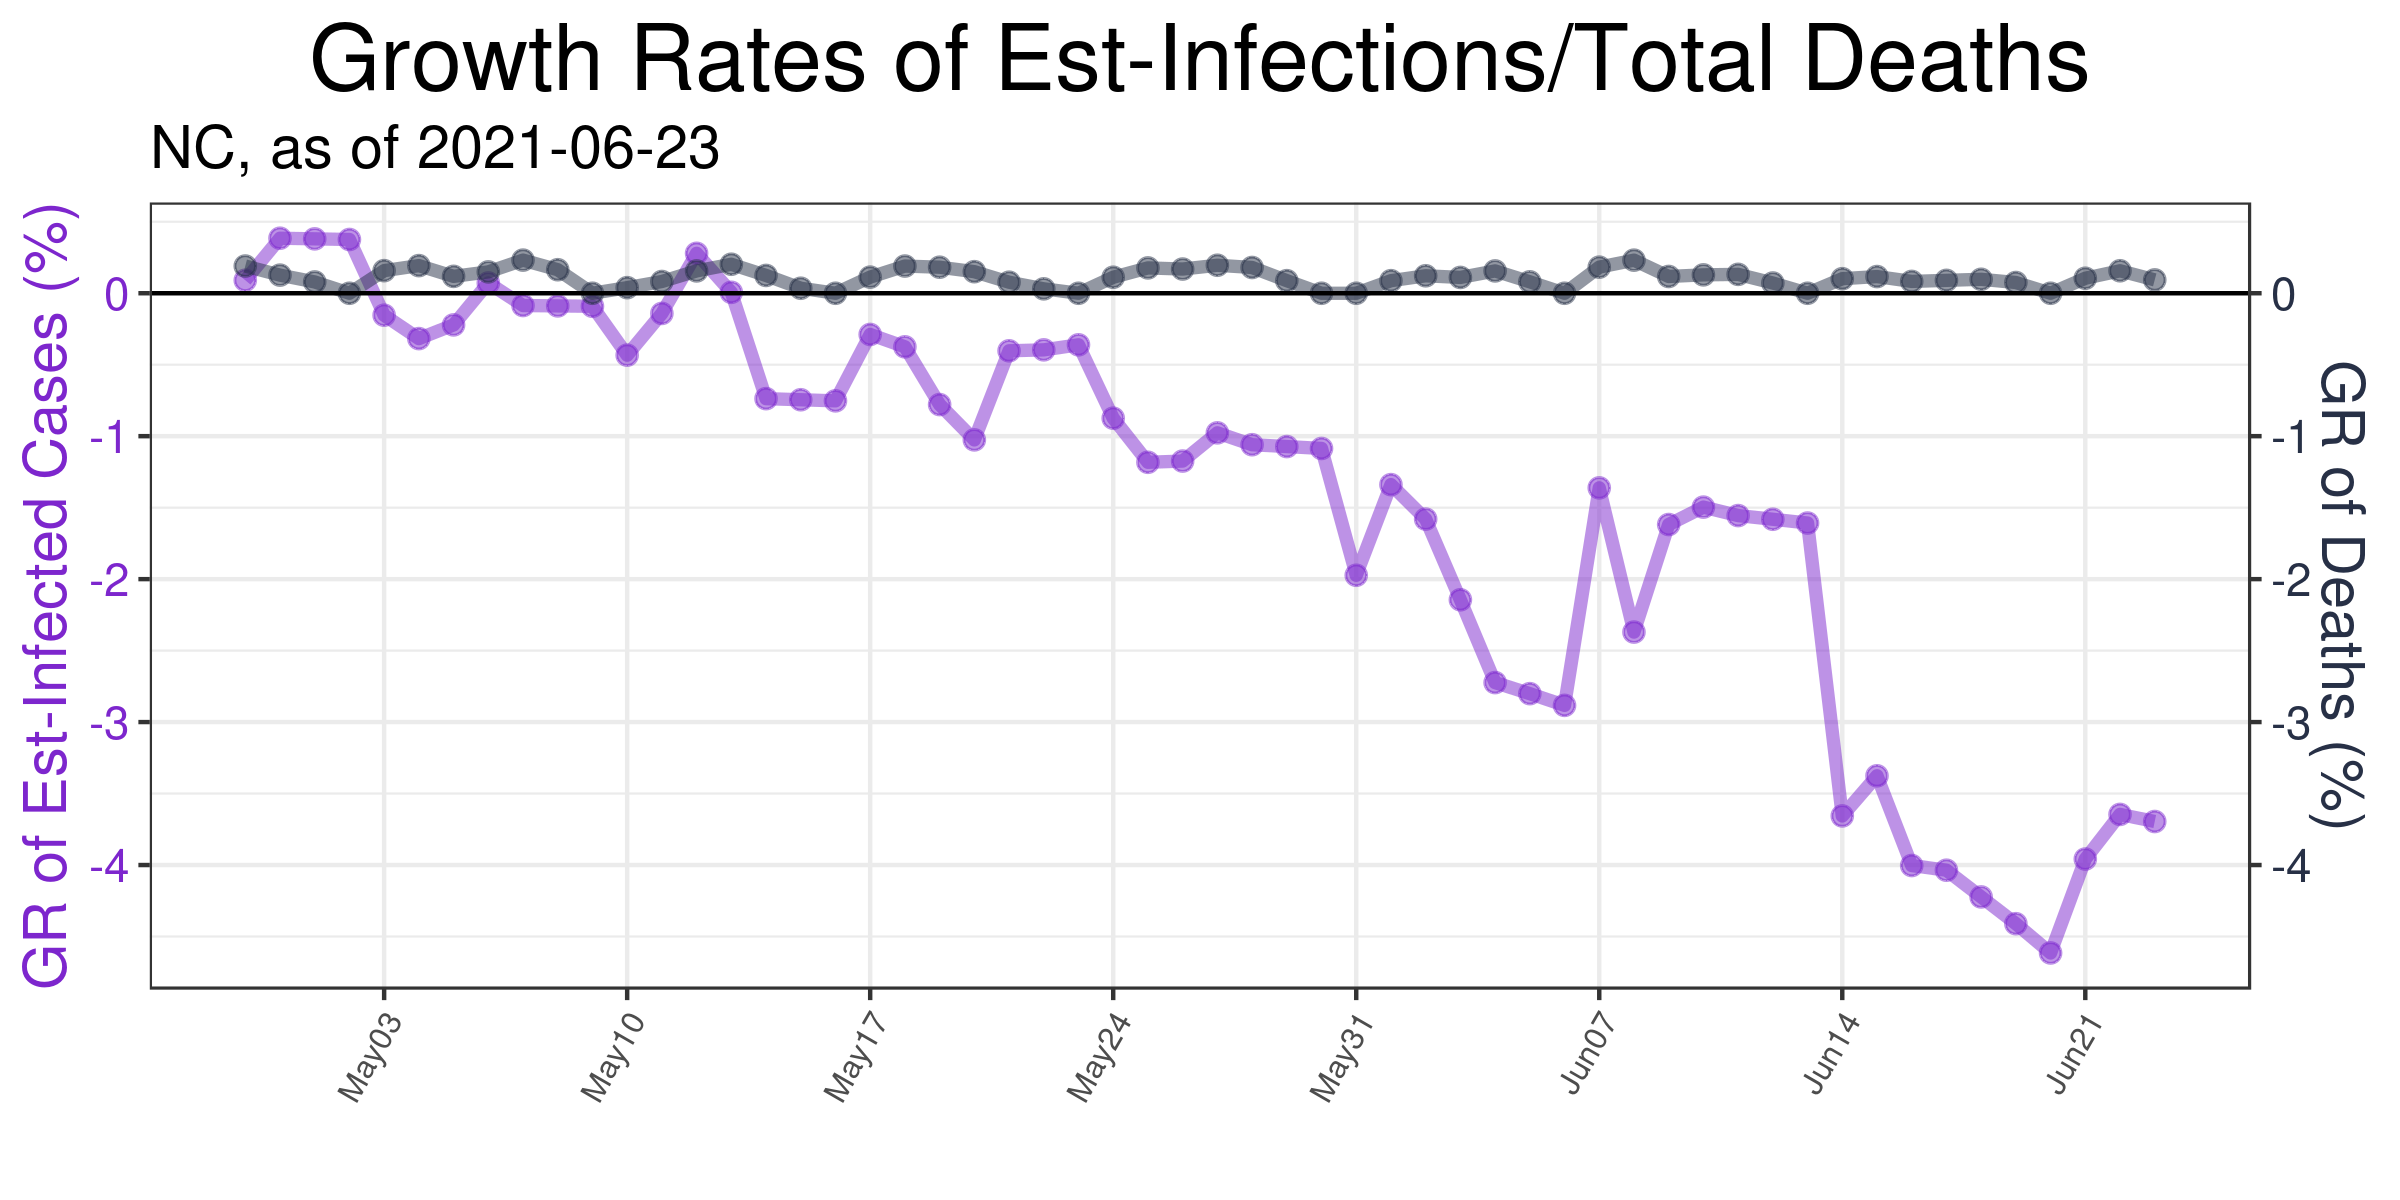 Growth Rates of Est-Infections/Total Deaths
NC, as of 2021-06-23
GR of Est-Infected Cases (%)
0
-1
-2
-3
-4
0
-1
-2
-3
-4
GR of Deaths (%)
May03
May10
May17
May24
May31
Jun07
Jun14
Jun21